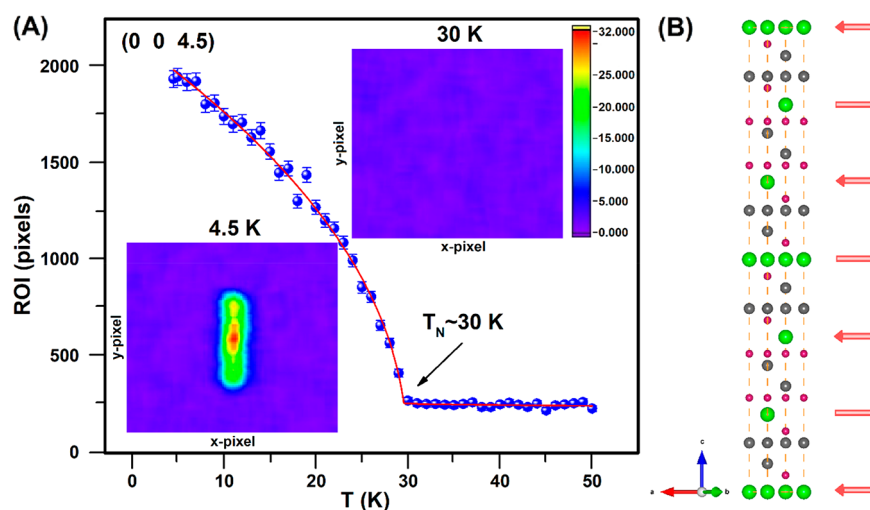 (A)
(0 0 4.5)
30 K
32.000
25.000
20.000
15.000
10.000
5.000
0.000
y-pixel
x-pixel
4.5 K
y-pixel
x-pixel
T_N~30 K
2000
1500
1000
500
0
ROI (pixels)
0 10 20 30 40 50
T (K)
(B)
c
a
b